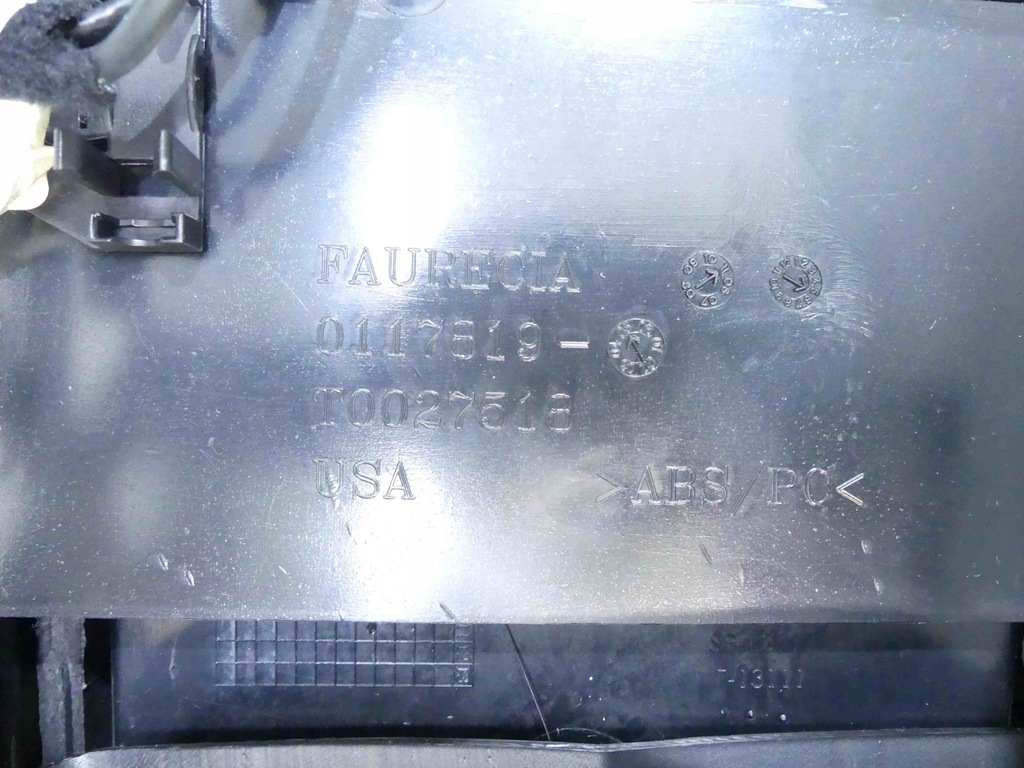 FAURECIA
0117819-
T0027518
USA >ABS/PC<